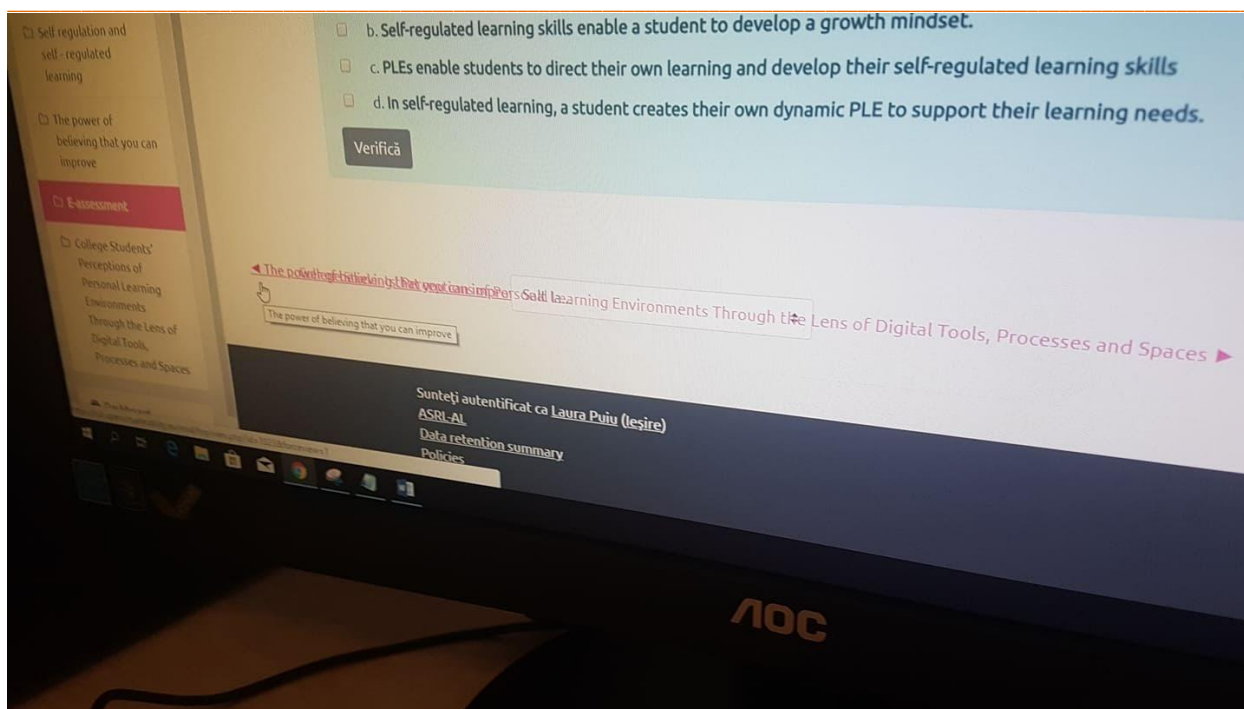 Self regulation and
self - regulated
learning
The power of
believing that you can
improve
E-assessment
College Students'
Perceptions of
Personal Learning
Environments
Through the Lens of
Digital Tools,
Processes and Spaces
b. Self-regulated learning skills enable a student to develop a growth mindset.
c. PLEs enable students to direct their own learning and develop their self-regulated learning skills
d. In self-regulated learning, a student creates their own dynamic PLE to support their learning needs.
Verifică
◄ The
Learning Environments Through the Lens of Digital Tools, Processes and Spaces ►
The power of believing that you can improve
Sunteți autentificat ca Laura Puiu (Ieșire)
ASRL-AL
Data retention summary
Policies
AOC